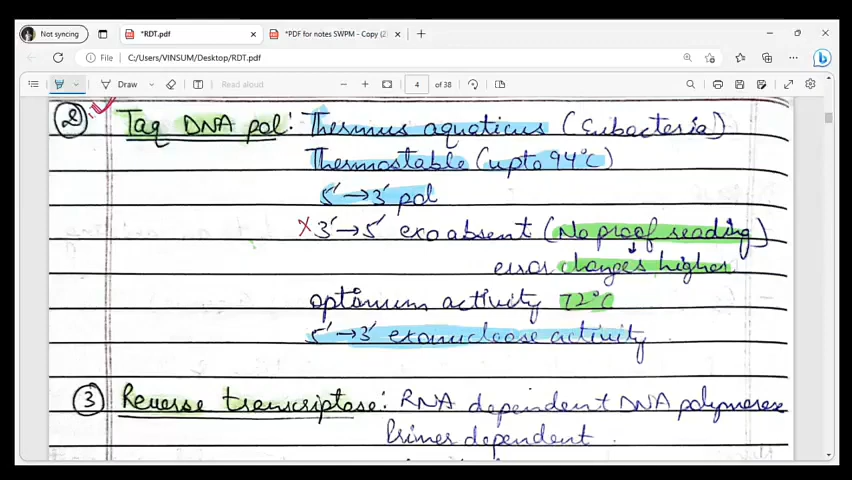 Not syncing
*RDT.pdf
*PDF for notes SWPM - Copy (2
File
C:/Users/VINSUM/Desktop/RDT.pdf
Draw
4 of 38
2 Taq DNA pol: Thermus aquaticus (Eubacteria)
Thermostable (upto 94°C)
5'→3' pol
×3'→5' exo absent (No proof reading)
error changes higher
optimum activity 72°C
5'→3' exonuclease activity
3 Reverse transcriptase: RNA dependent DNA polymerase
Primer dependent